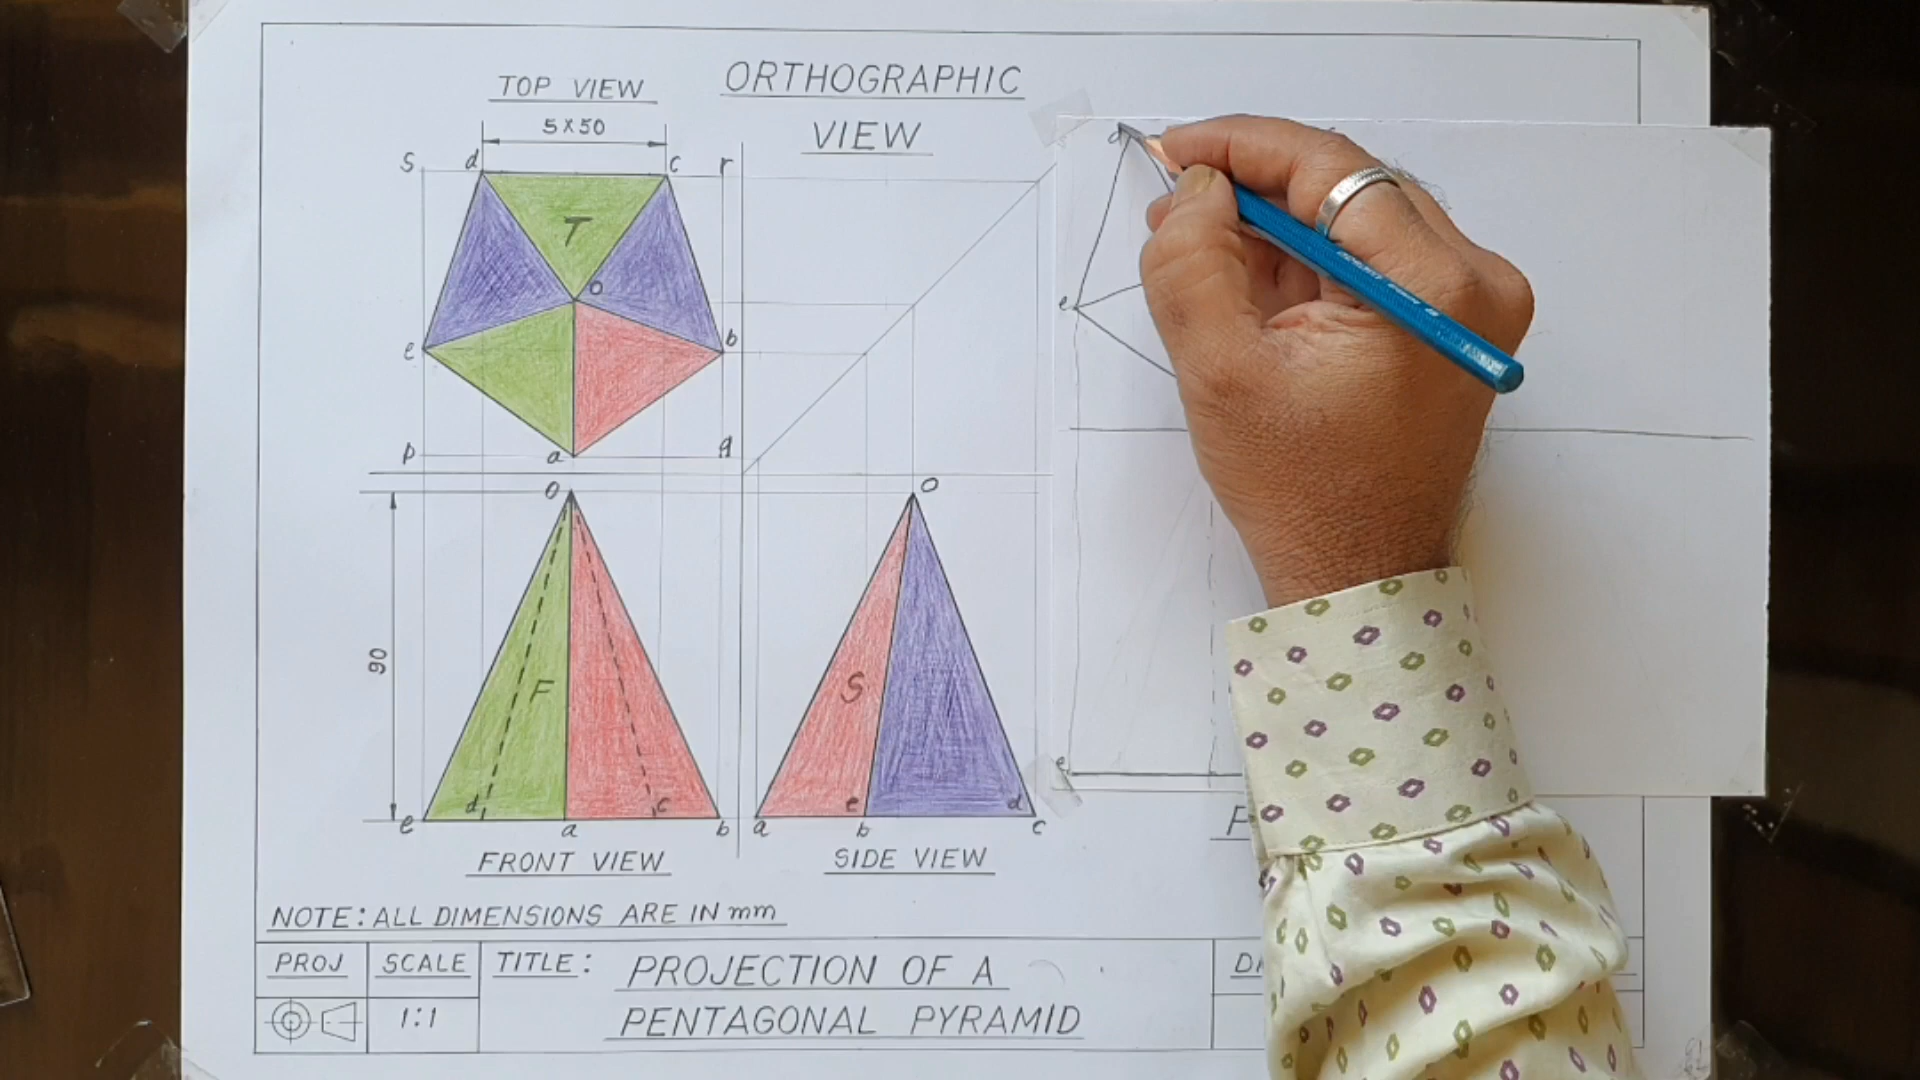 ORTHOGRAPHIC
VIEW
TOP VIEW
5X50
s d c r
T
o
e b
p a q
O O
90
F S
e d a c b a e b d c
FRONT VIEW
SIDE VIEW
d
e
e
F
NOTE: ALL DIMENSIONS ARE IN mm
PROJ SCALE TITLE: PROJECTION OF A
1:1 PENTAGONAL PYRAMID